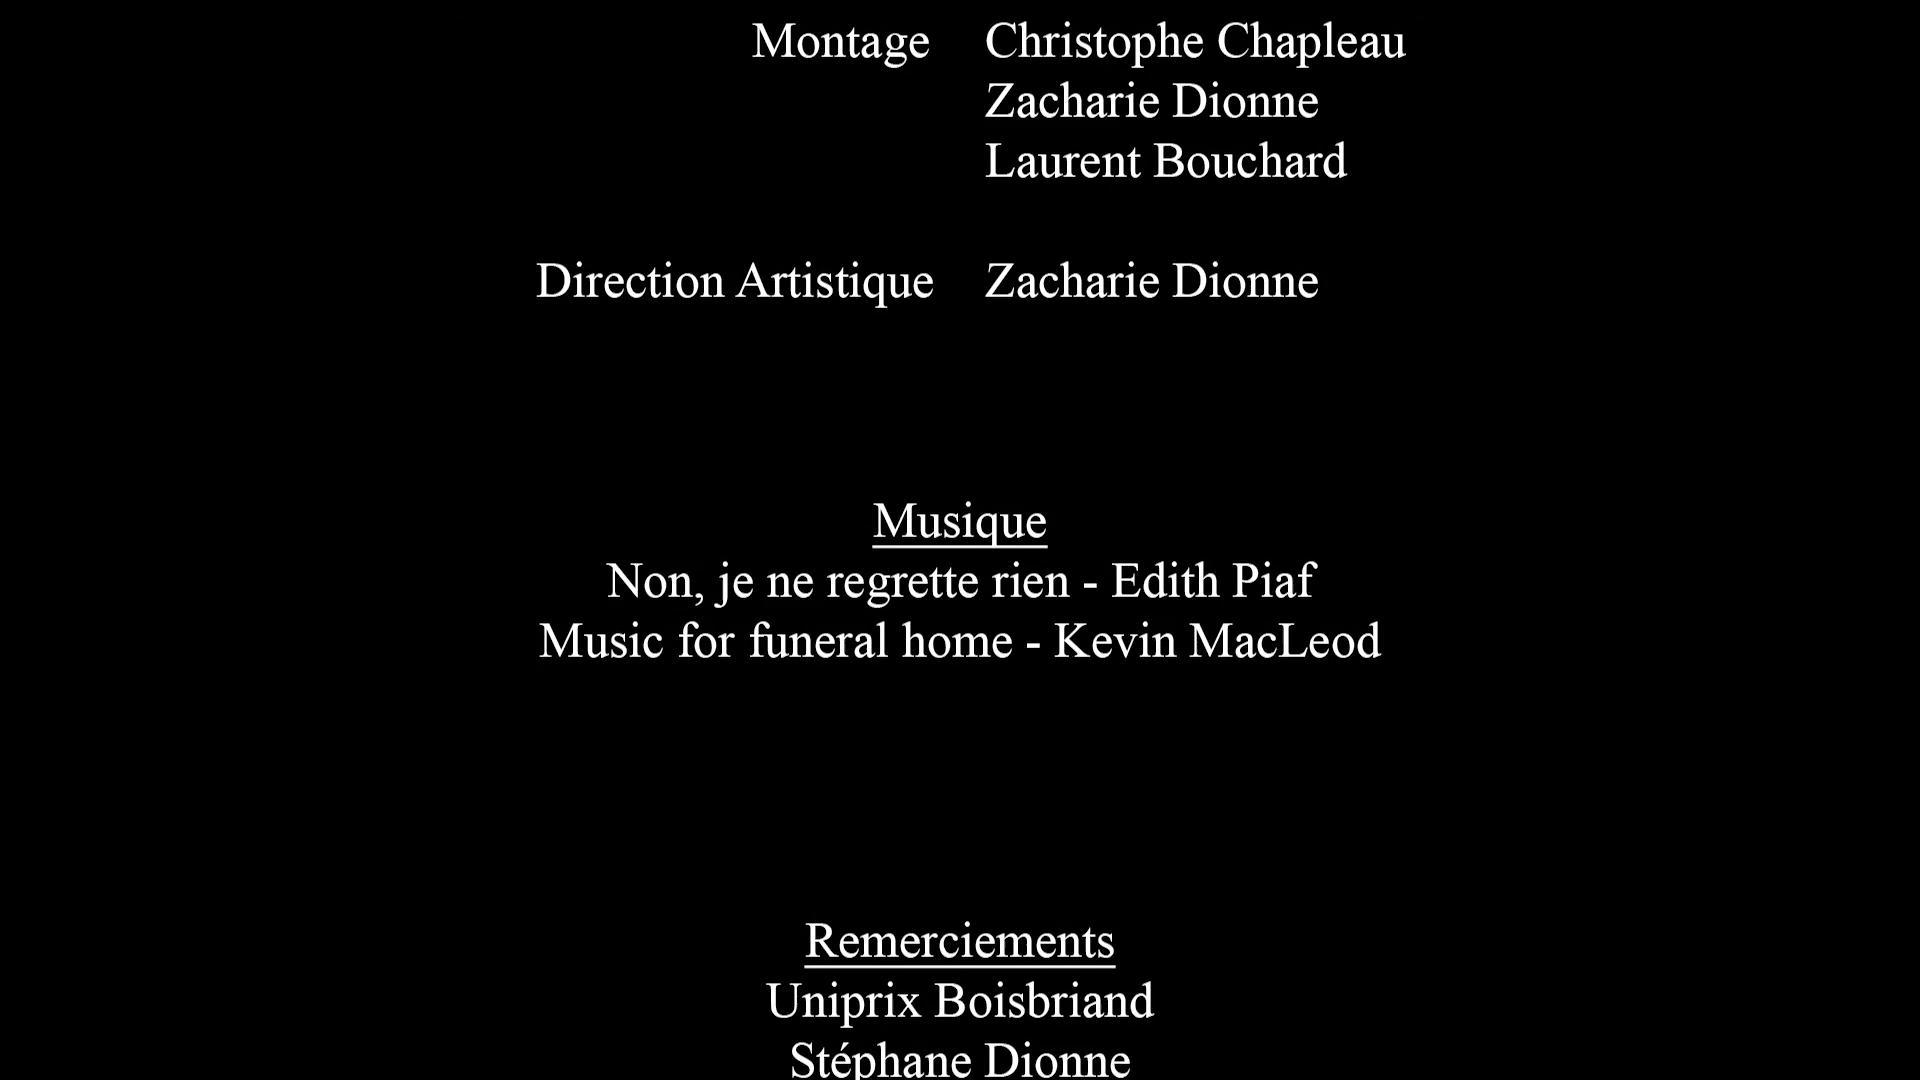 Montage Christophe Chapleau
Zacharie Dionne
Laurent Bouchard
Direction Artistique Zacharie Dionne
Musique
Non, je ne regrette rien - Edith Piaf
Music for funeral home - Kevin MacLeod
Remerciements
Uniprix Boisbriand
Stéphane Dionne